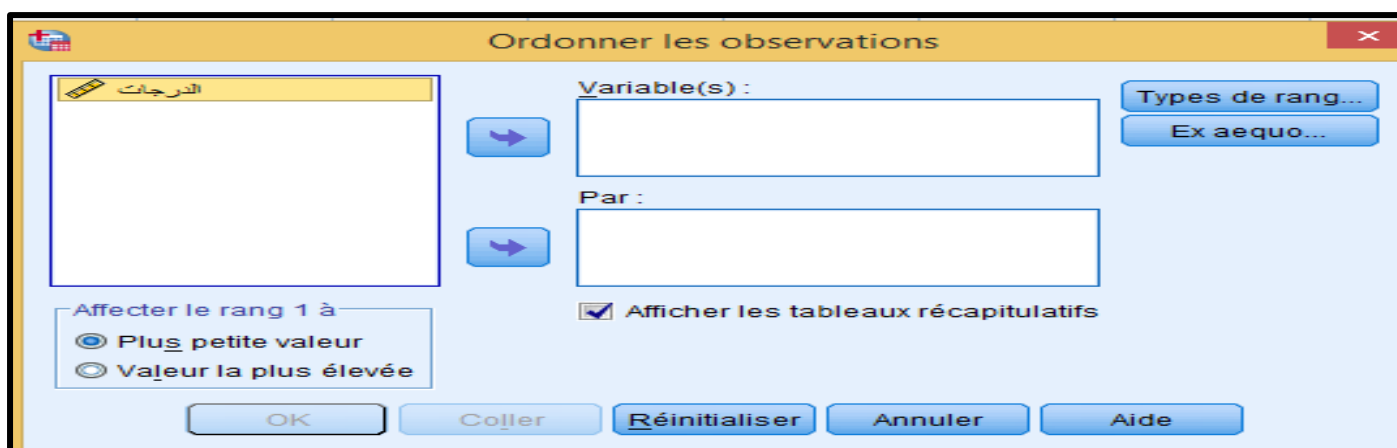 Ordonner les observations
الدرجات
Variable(s) :
Types de rang...
Ex aequo...
Par :
Affecter le rang 1 à
Plus petite valeur
Valeur la plus élevée
Afficher les tableaux récapitulatifs
OK
Coller
Réinitialiser
Annuler
Aide